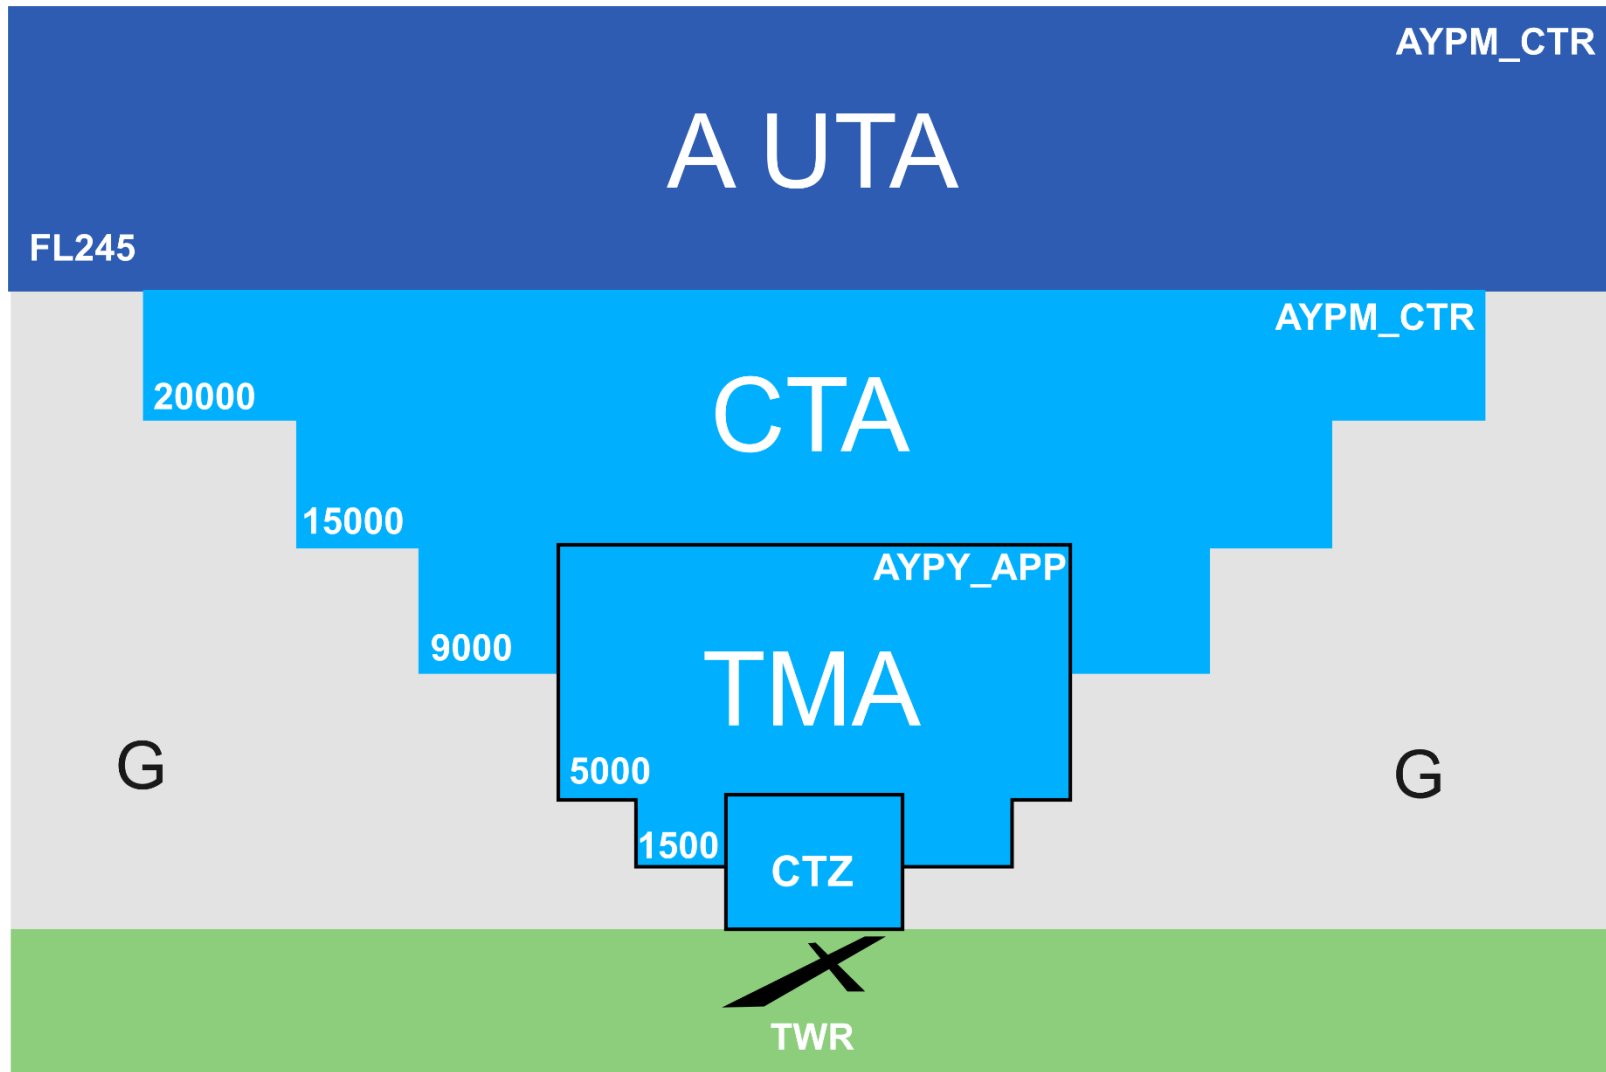 AYPM_CTR
A UTA
FL245
AYPM_CTR
20000
CTA
15000
AYPY_APP
9000
TMA
G
5000
G
1500
CTZ
TWR